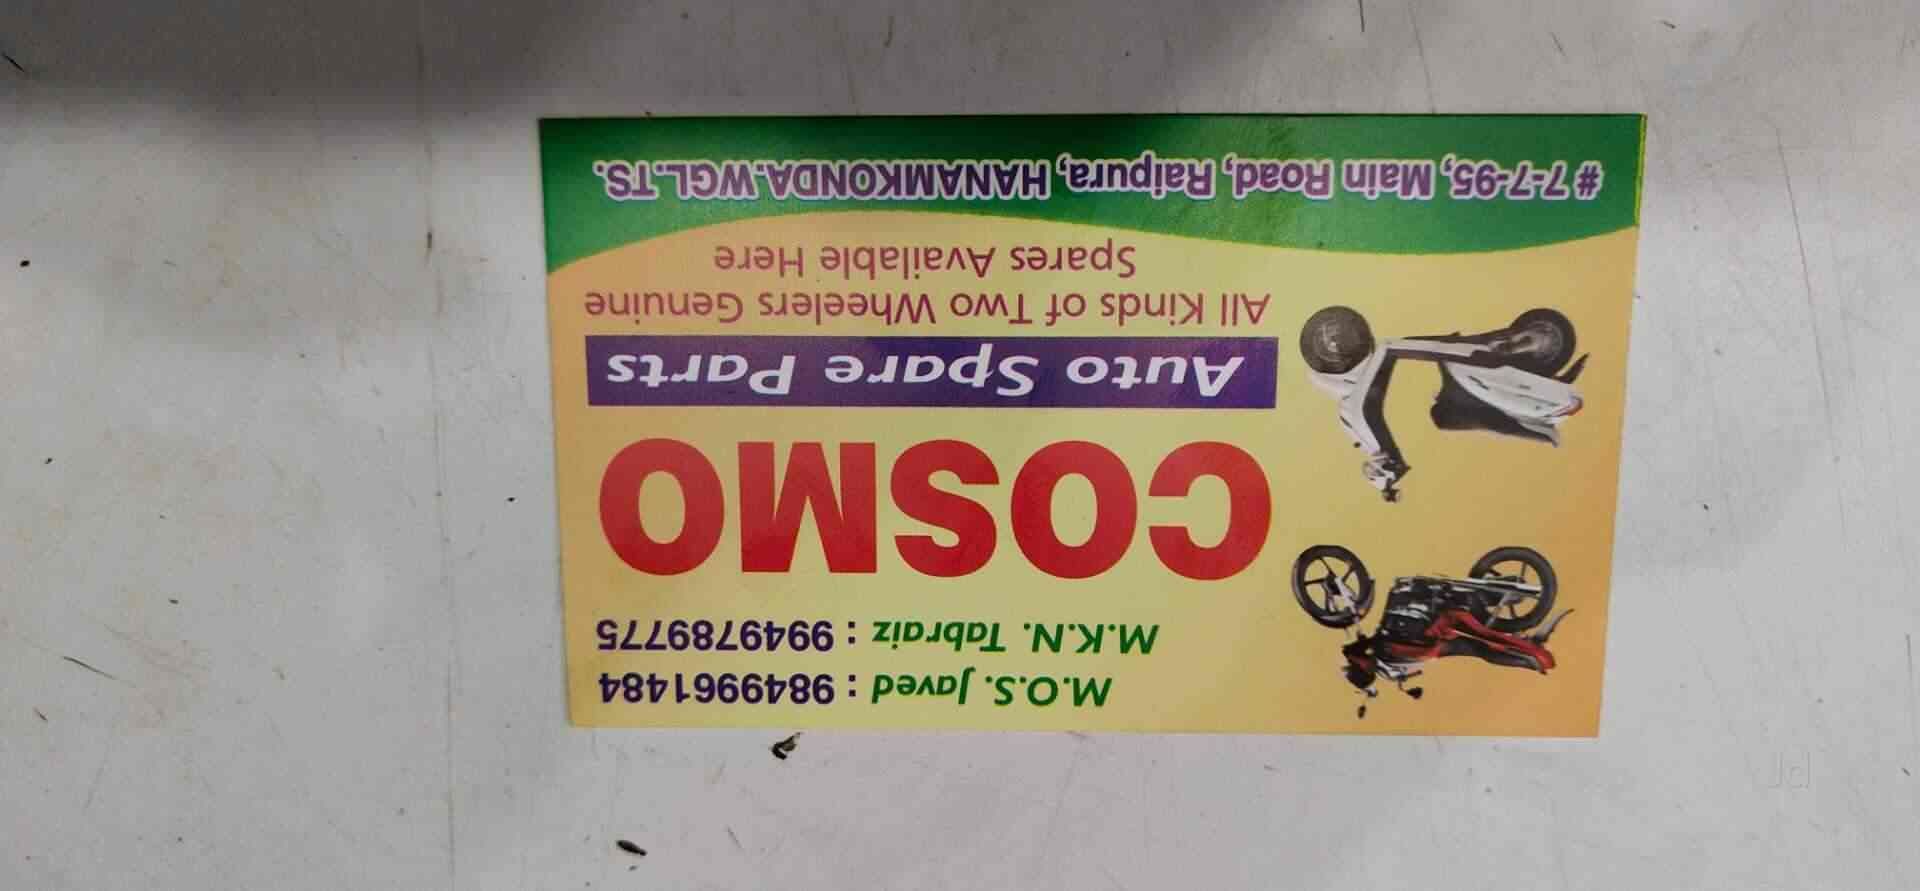 M.O.S. Javed : 9849961484
M.K.N. Tabraiz : 9949789775
COSMO
Auto Spare Parts
All Kinds of Two Wheelers Genuine
Spares Available Here
# 7-7-95, Main Road, Raipura, HANAMKONDA.WGL.TS.
Jd